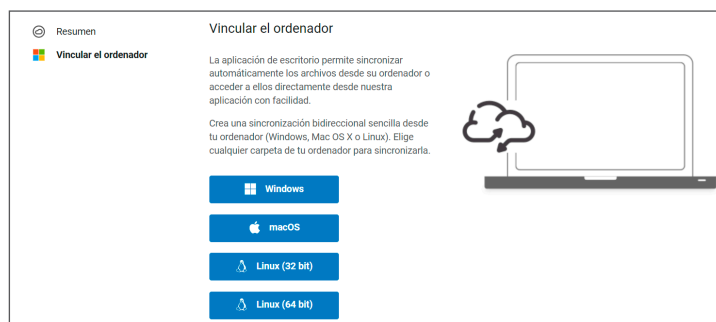 Resumen
Vincular el ordenador
Vincular el ordenador
La aplicación de escritorio permite sincronizar
automáticamente los archivos desde su ordenador o
acceder a ellos directamente desde nuestra
aplicación con facilidad.
Crea una sincronización bidireccional sencilla desde
tu ordenador (Windows, Mac OS X o Linux). Elige
cualquier carpeta de tu ordenador para sincronizarla.
Windows
macOS
Linux (32 bit)
Linux (64 bit)